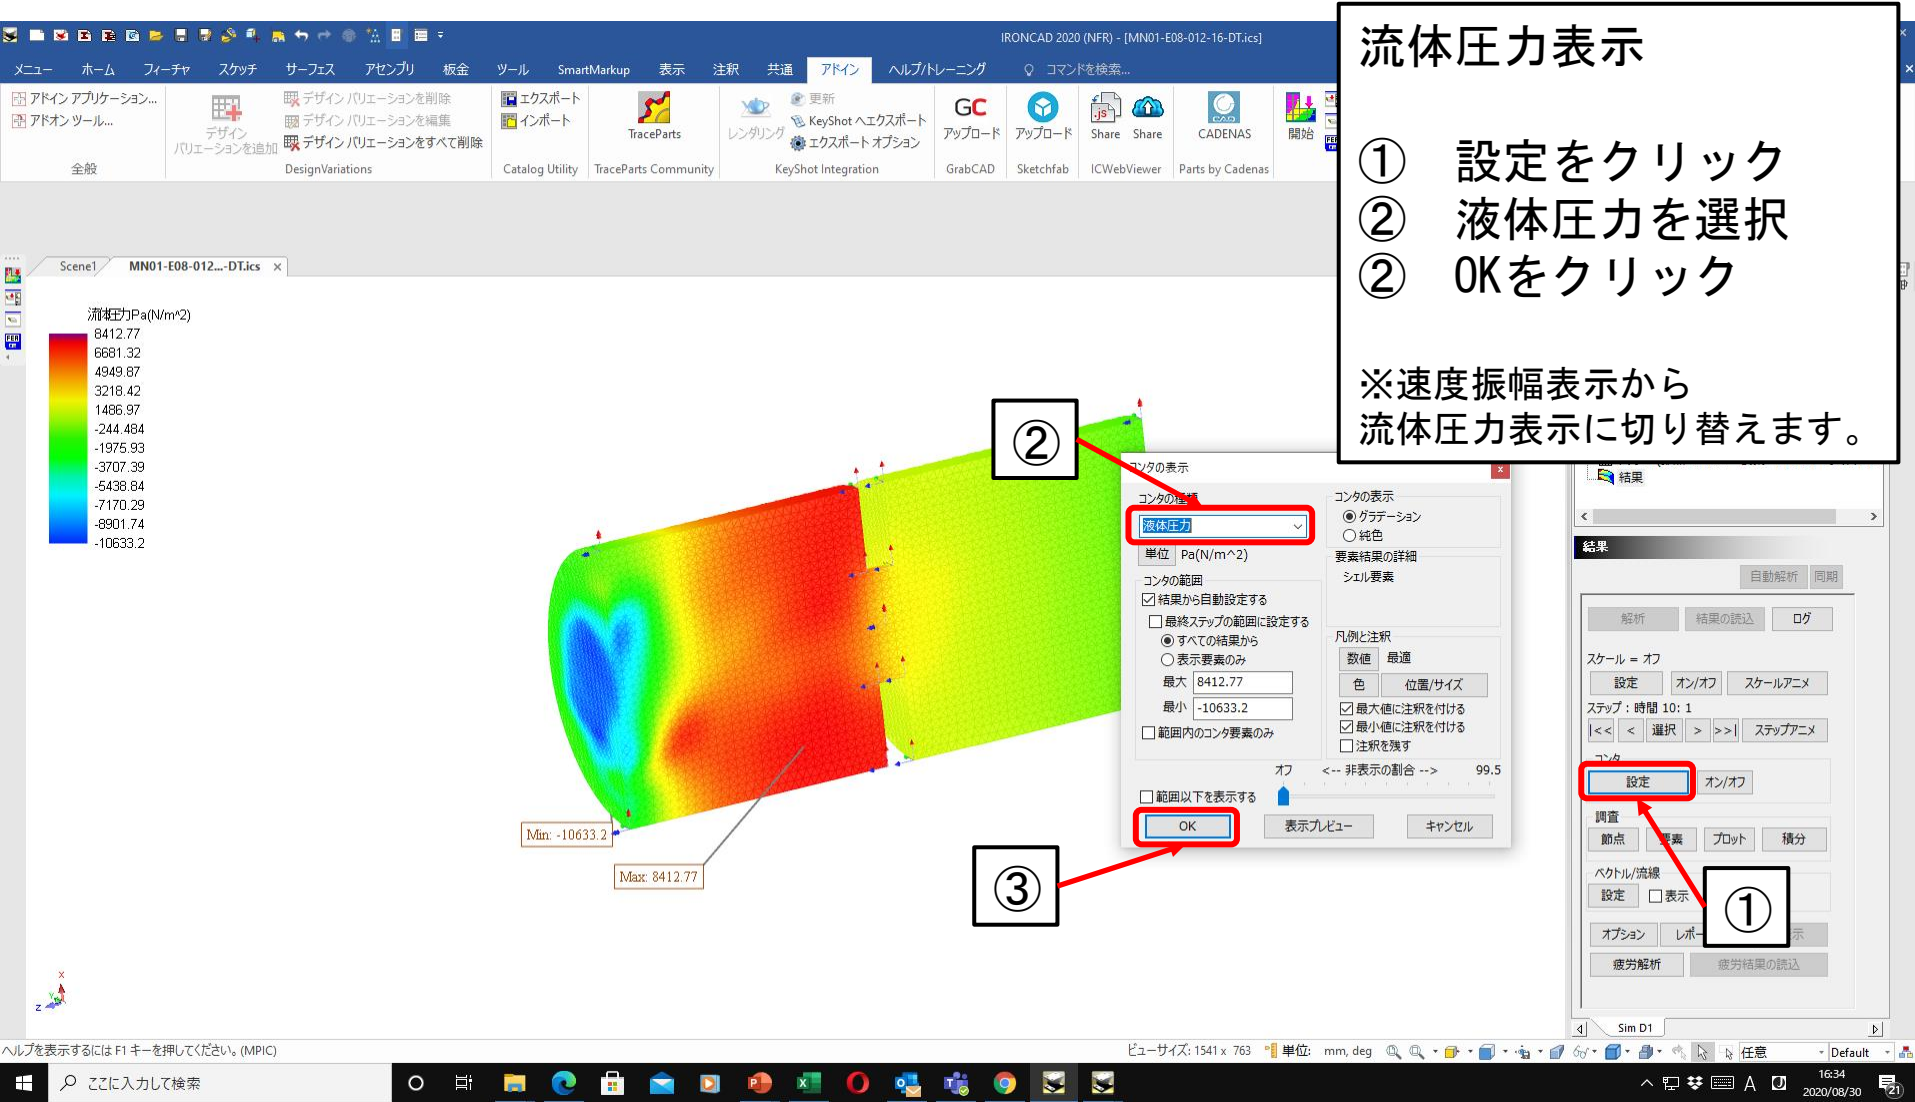 IRONCAD 2020 (NFR) - [MN01-E08-012-16-DT.ics]
メニュー ホーム フィーチャ スケッチ サーフェス アセンブリ 板金 ツール SmartMarkup 表示 注釈 共通 アドイン ヘルプ/トレーニング コマンドを検索...
アドイン アプリケーション...
アドオン ツール...
全般
デザイン
バリエーションを追加
デザイン バリエーションを削除
デザイン バリエーションを編集
デザイン バリエーションをすべて削除
DesignVariations
エクスポート
インポート
Catalog Utility
TraceParts
TraceParts Community
レンダリング
更新
KeyShot へエクスポート
エクスポート オプション
KeyShot Integration
GC
アップロード
GrabCAD
アップロード
Sketchfab
Share Share
ICWebViewer
CADENAS
Parts by Cadenas
開始
流体圧力表示
① 設定をクリック
② 液体圧力を選択
② OKをクリック
※速度振幅表示から
流体圧力表示に切り替えます。
Scene1 MN01-E08-012...-DT.ics ×
流体圧力Pa(N/m^2)
8412.77
6681.32
4949.87
3218.42
1486.97
-244.484
-1975.93
-3707.39
-5438.84
-7170.29
-8901.74
-10633.2
Min: -10633.2
Max: 8412.77
②
③
①
コンタの表示
コンタの種類
液体圧力
単位 Pa(N/m^2)
コンタの範囲
結果から自動設定する
最終ステップの範囲に設定する
すべての結果から
表示要素のみ
最大 8412.77
最小 -10633.2
範囲内のコンタ要素のみ
コンタの表示
グラデーション
純色
要素結果の詳細
シェル要素
凡例と注釈
数値 最適
色 位置/サイズ
最大値に注釈を付ける
最小値に注釈を付ける
注釈を残す
オフ <-- 非表示の割合 --> 99.5
範囲以下を表示する
OK 表示プレビュー キャンセル
結果
結果
自動解析 同期
解析 結果の読込 ログ
スケール = オフ
設定 オン/オフ スケールアニメ
ステップ : 時間 10: 1
|<< < 選択 > >>| ステップアニメ
コンタ
設定 オン/オフ
調査
節点 要素 プロット 積分
ベクトル/流線
設定 表示
オプション レポー 示
疲労解析 疲労結果の読込
Sim D1
X
Y
Z
ヘルプを表示するには F1 キーを押してください。(MPIC)
ビューサイズ: 1541 x 763 単位: mm, deg 任意 Default
ここに入力して検索
A
16:34
2020/08/30
21